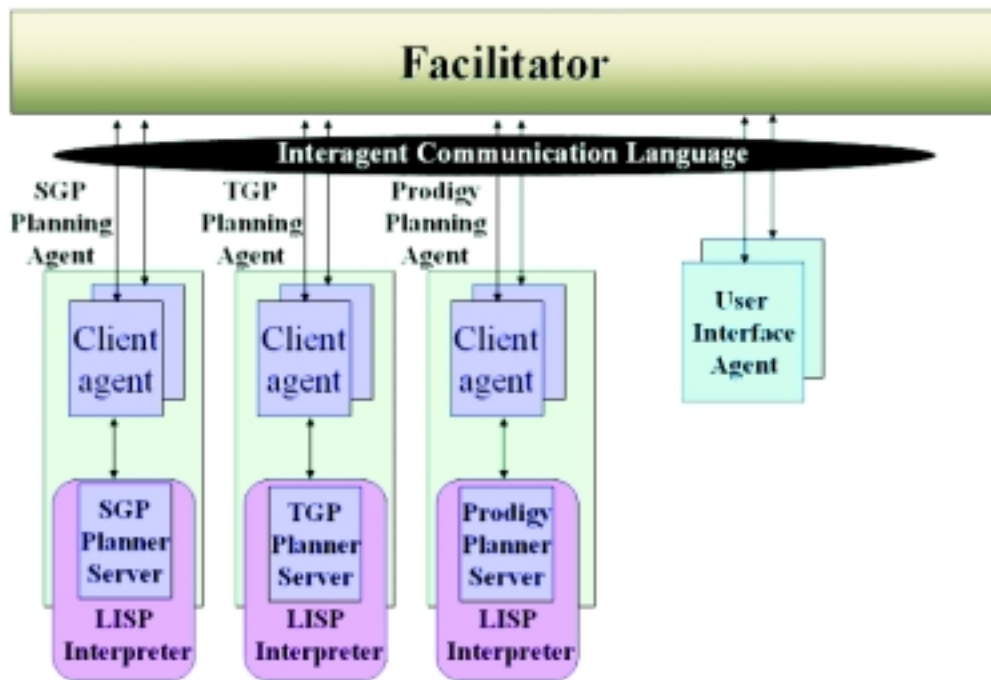 Facilitator
Interagent Communication Language
SGP
Planning
Agent
TGP
Planning
Agent
Prodigy
Planning
Agent
Client
agent
Client
agent
Client
agent
User
Interface
Agent
SGP
Planner
Server
LISP
Interpreter
TGP
Planner
Server
LISP
Interpreter
Prodigy
Planner
Server
LISP
Interpreter